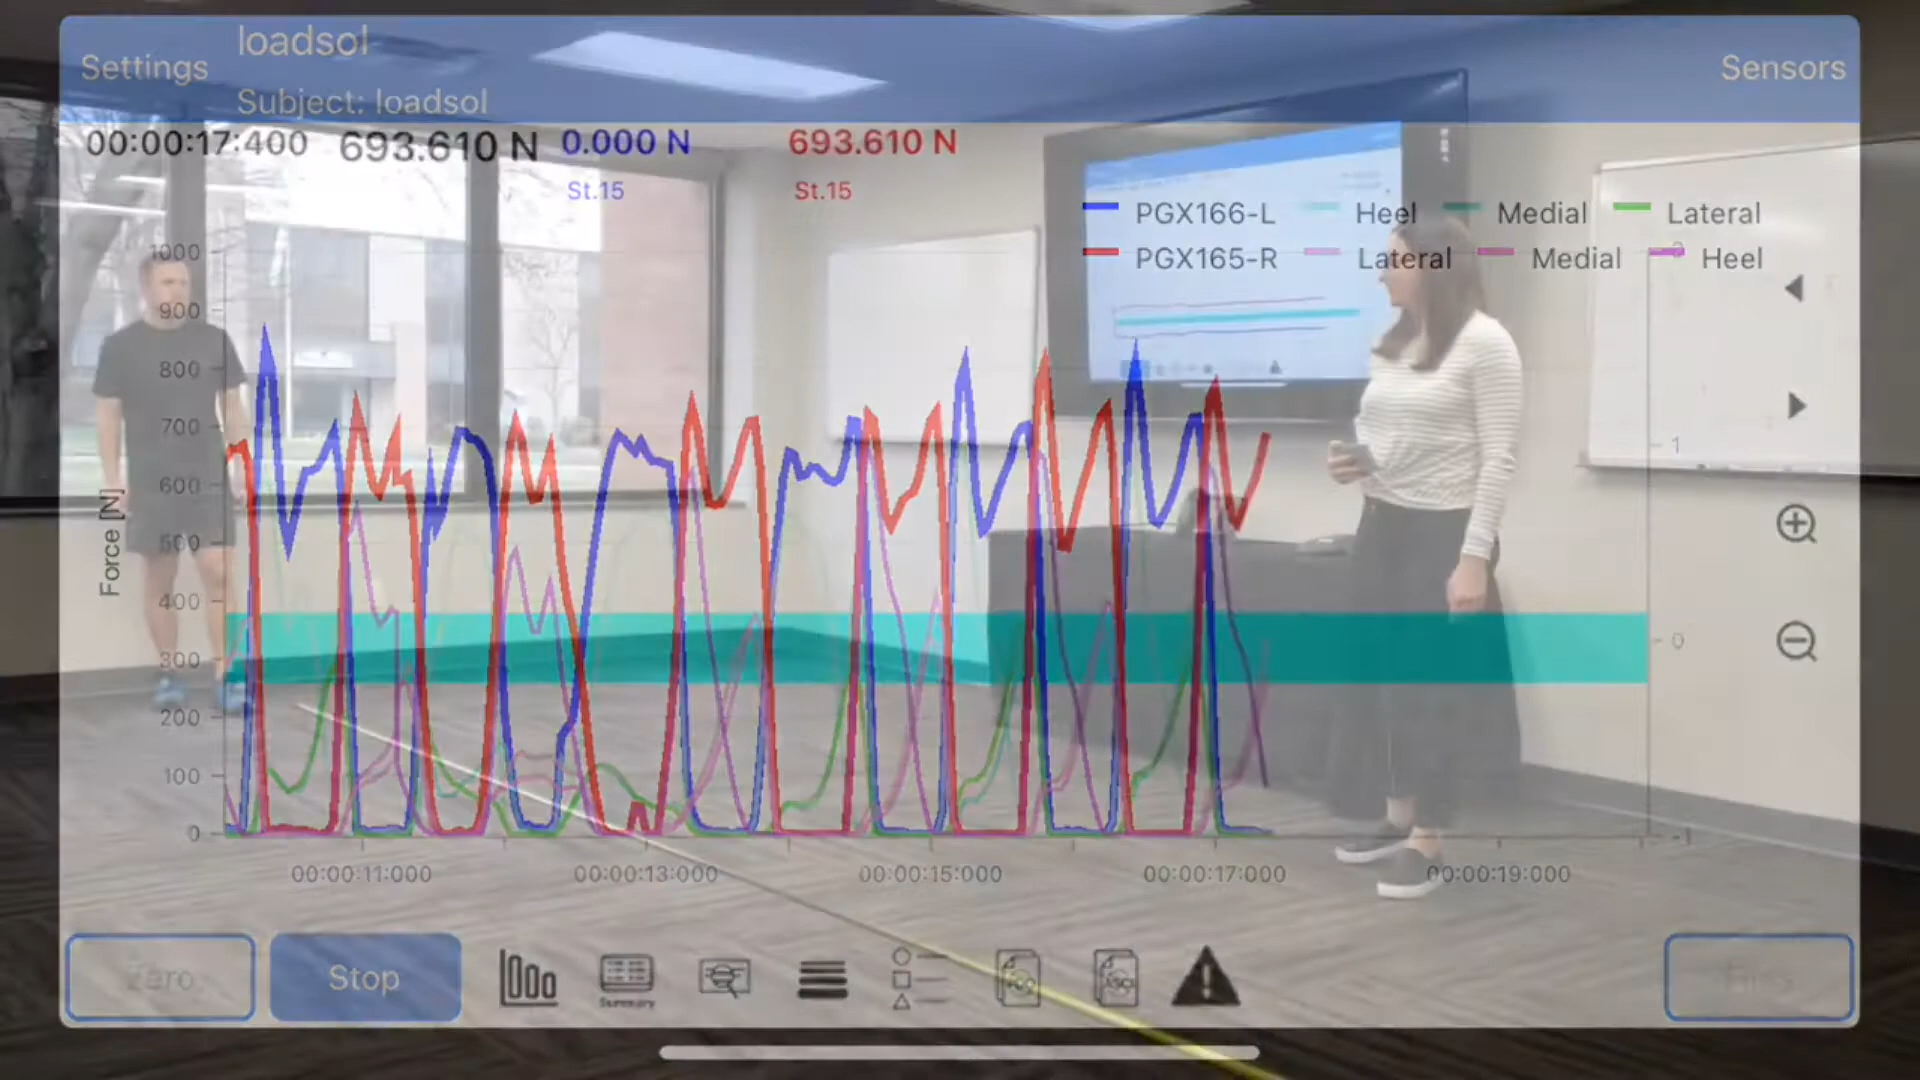 loadsol
Settings
Sensors
Subject: loadsol
00:00:17:400 693.610 N 0.000 N 693.610 N
St.15 St.15
PGX166-L Heel Medial Lateral
PGX165-R Lateral Medial Heel
1000
900
800
700
600
500
400
300
200
100
0
Force [N]
1
0
-1
00:00:11:000 00:00:13:000 00:00:15:000 00:00:17:000 00:00:19:000
Zero Stop
Summary